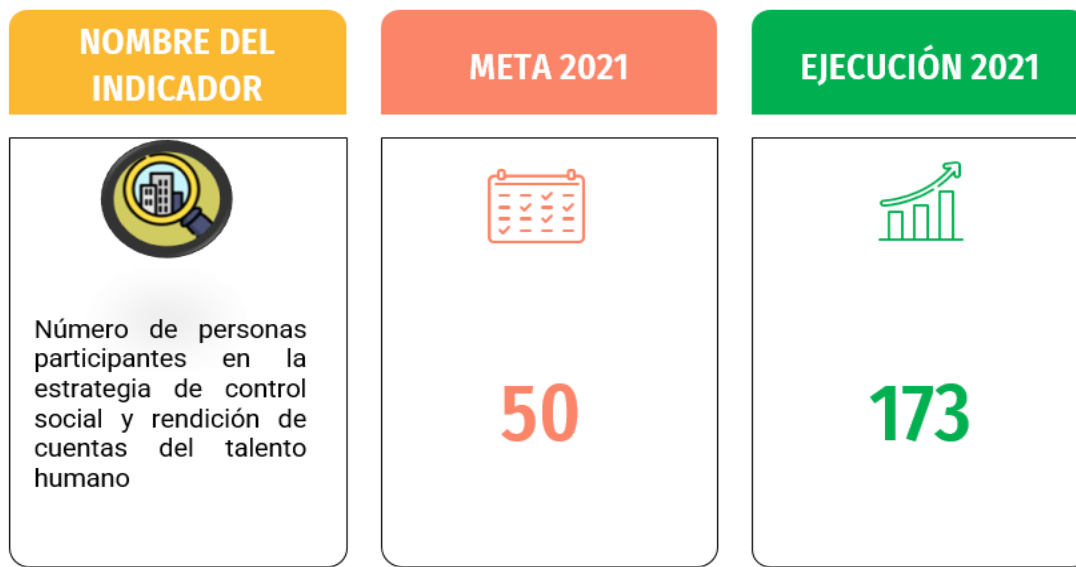 NOMBRE DEL
INDICADOR
META 2021
EJECUCIÓN 2021
Número de personas
participantes en la
estrategia de control
social y rendición de
cuentas del talento
humano
50
173